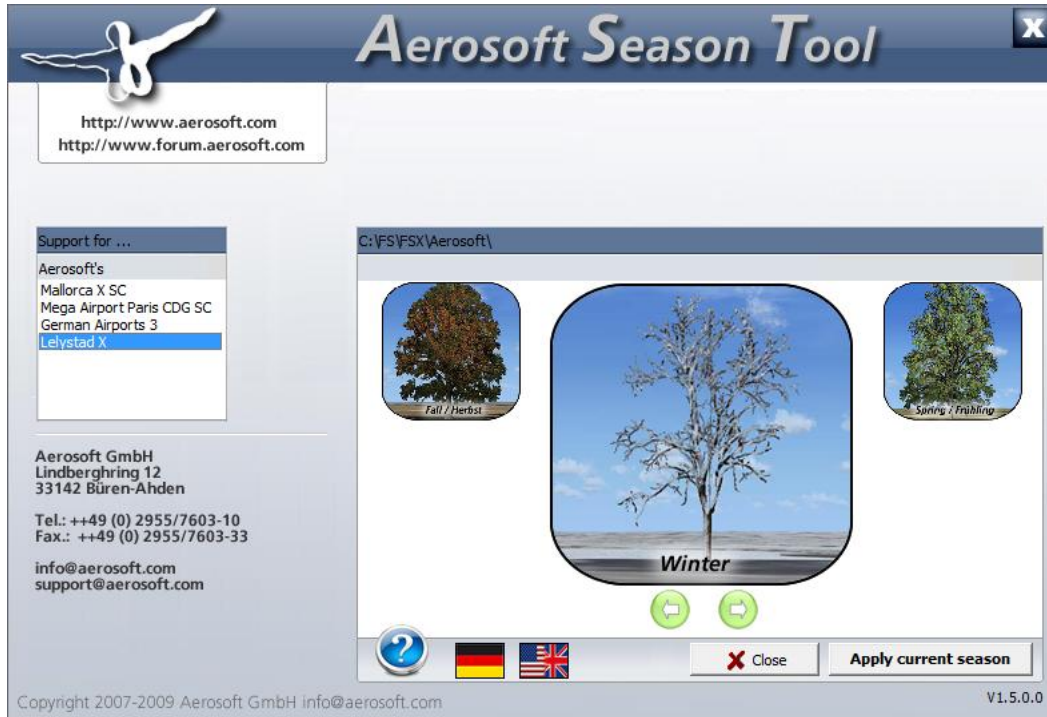 Aerosoft Season Tool
X
http://www.aerosoft.com
http://www.forum.aerosoft.com
Support for ...
Aerosoft's
Mallorca X SC
Mega Airport Paris CDG SC
German Airports 3
Lelystad X
Aerosoft GmbH
Lindberghring 12
33142 Büren-Ahden
Tel.: ++49 (0) 2955/7603-10
Fax.: ++49 (0) 2955/7603-33
info@aerosoft.com
support@aerosoft.com
C:\FS\FSX\Aerosoft\
Fall / Herbst
Winter
Spring / Frühling
?
Close
Apply current season
Copyright 2007-2009 Aerosoft GmbH info@aerosoft.com
V1.5.0.0